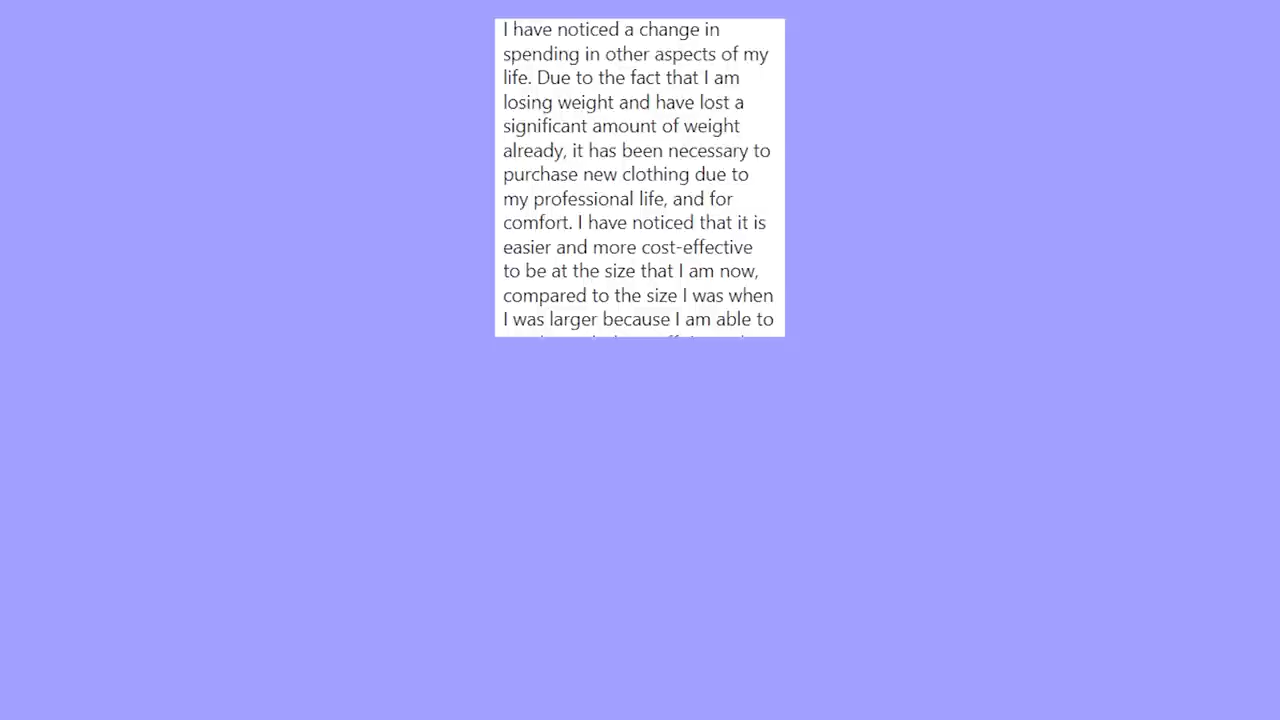 I have noticed a change in
spending in other aspects of my
life. Due to the fact that I am
losing weight and have lost a
significant amount of weight
already, it has been necessary to
purchase new clothing due to
my professional life, and for
comfort. I have noticed that it is
easier and more cost-effective
to be at the size that I am now,
compared to the size I was when
I was larger because I am able to